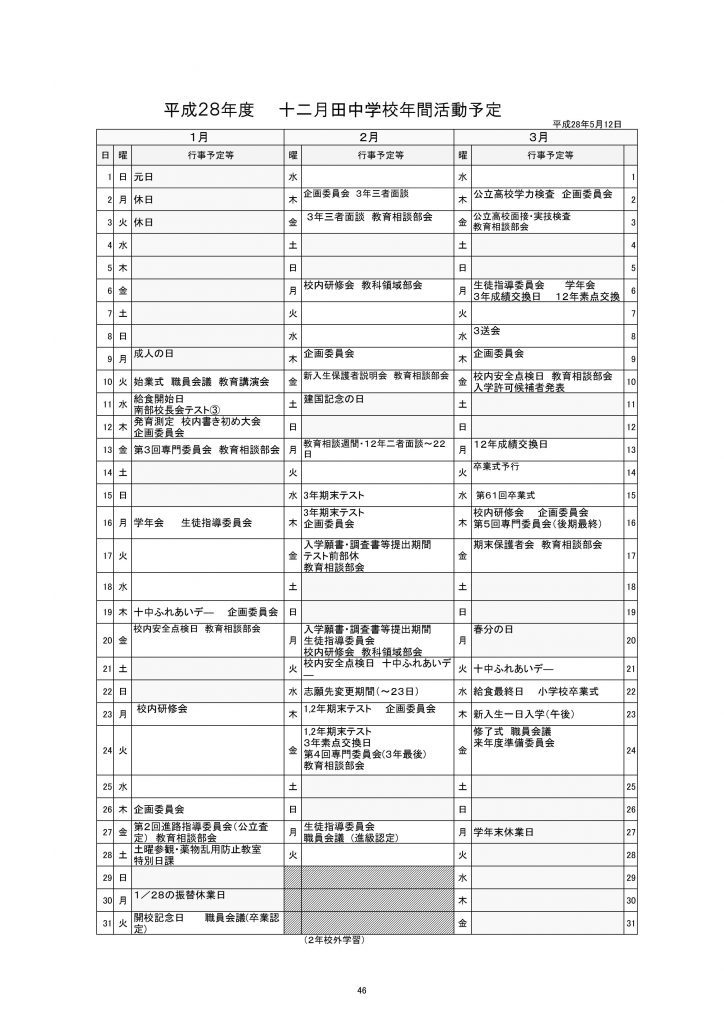 平成28年度　十二月田中学校年間活動予定
平成28年5月12日
1月 2月 3月
日 曜 行事予定等 曜 行事予定等 曜 行事予定等
1 日 元日 水 水 1
2 月 休日 木 企画委員会 3年三者面談 木 公立高校学力検査 企画委員会 2
3 火 休日 金 3年三者面談 教育相談部会 金 公立高校面接・実技検査
教育相談部会 3
4 水 土 土 4
5 木 日 日 5
6 金 月 校内研修会 教科領域部会 月 生徒指導委員会 学年会
3年成績交換日 12年素点交換 6
7 土 火 火 7
8 日 水 水 3送会 8
9 月 成人の日 木 企画委員会 木 企画委員会 9
10 火 始業式 職員会議 教育講演会 金 新入生保護者説明会 教育相談部会 金 校内安全点検日 教育相談部会
入学許可候補者発表 10
11 水 給食開始日
南部校長会テスト③ 土 建国記念の日 土 11
12 木 発育測定 校内書き初め大会
企画委員会 日 日 12
13 金 第3回専門委員会 教育相談部会 月 教育相談週間・12年二者面談～22
日 月 12年成績交換日 13
14 土 火 火 卒業式予行 14
15 日 水 3年期末テスト 水 第61回卒業式 15
16 月 学年会 生徒指導委員会 木 3年期末テスト
企画委員会 木 校内研修会 企画委員会
第5回専門委員会(後期最終) 16
17 火 金 入学願書・調査書等提出期間
テスト前部休
教育相談部会 金 期末保護者会 教育相談部会 17
18 水 土 土 18
19 木 十中ふれあいデー 企画委員会 日 日 19
20 金 校内安全点検日 教育相談部会 月 入学願書・調査書等提出期間
生徒指導委員会
校内研修会 教科領域部会 月 春分の日 20
21 土 火 校内安全点検日 十中ふれあいデ
ー 火 十中ふれあいデー 21
22 日 水 志願先変更期間(～23日) 水 給食最終日 小学校卒業式 22
23 月 校内研修会 木 1,2年期末テスト 企画委員会 木 新入生一日入学(午後) 23
24 火 金 1,2年期末テスト
3年素点交換日
第4回専門委員会(3年最後)
教育相談部会 金 修了式 職員会議
来年度準備委員会 24
25 水 土 土 25
26 木 企画委員会 日 日 26
27 金 第2回進路指導委員会(公立査
定) 教育相談部会 月 生徒指導委員会
職員会議 (進級認定) 月 学年末休業日 27
28 土 土曜参観・薬物乱用防止教室
特別日課 火 火 28
29 日 水 29
30 月 1／28の振替休業日 木 30
31 火 開校記念日 職員会議(卒業認
定) 金 31
(2年校外学習)
46